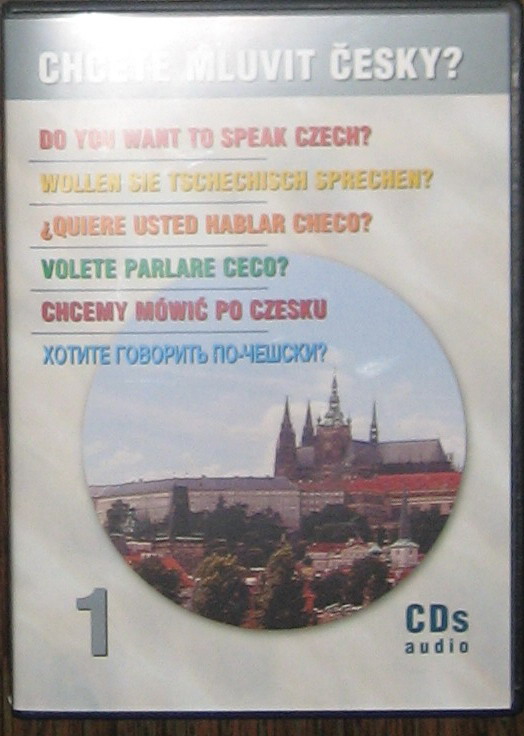 CHCETE MLUVIT ČESKY?
DO YOU WANT TO SPEAK CZECH?
WOLLEN SIE TSCHECHISCH SPRECHEN?
¿QUIERE USTED HABLAR CHECO?
VOLETE PARLARE CECO?
CHCEMY MÓWIĆ PO CZESKU
ХОТИТЕ ГОВОРИТЬ ПО-ЧЕШСКИ?
1
CDs
audio